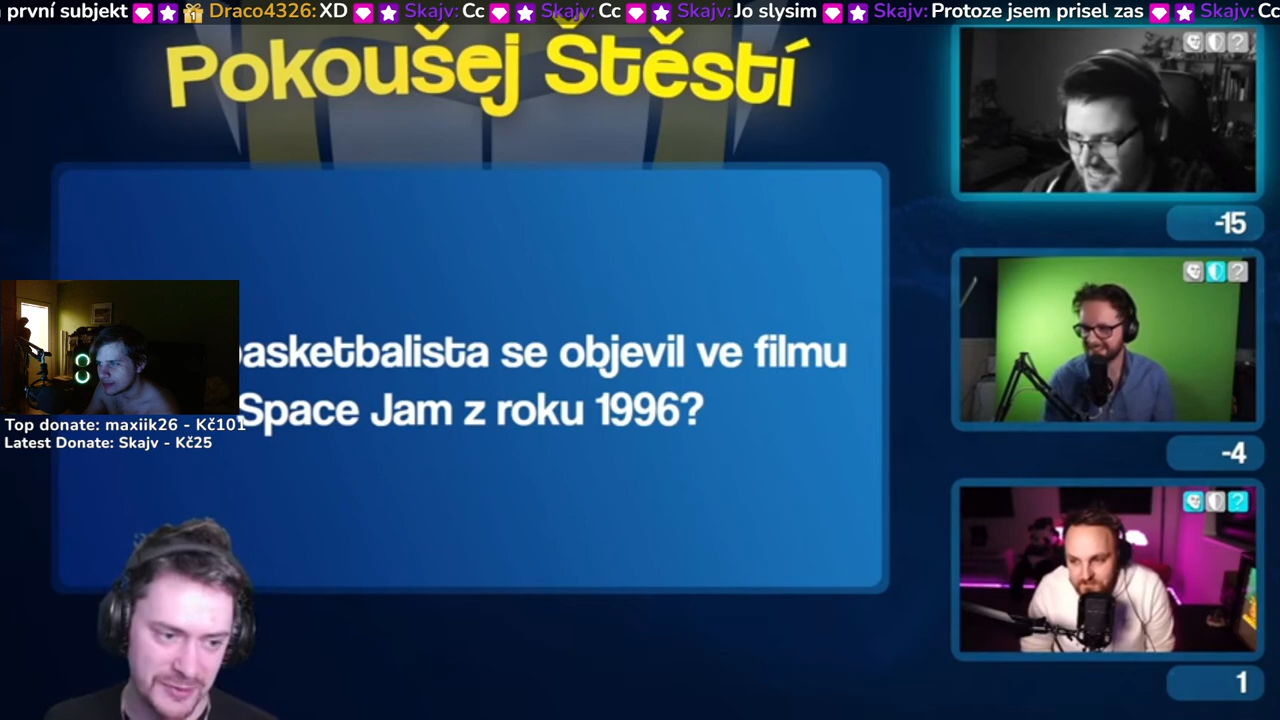 první subjekt Draco4326: XD Skajv: Cc Skajv: Cc Skajv: Jo slysim Skajv: Protoze jsem prisel zas Skajv: Cc
Pokoušej Štěstí
-15
-4
1
basketbalista se objevil ve filmu
Space Jam z roku 1996?
Top donate: maxiik26 - Kč101
Latest Donate: Skajv - Kč25